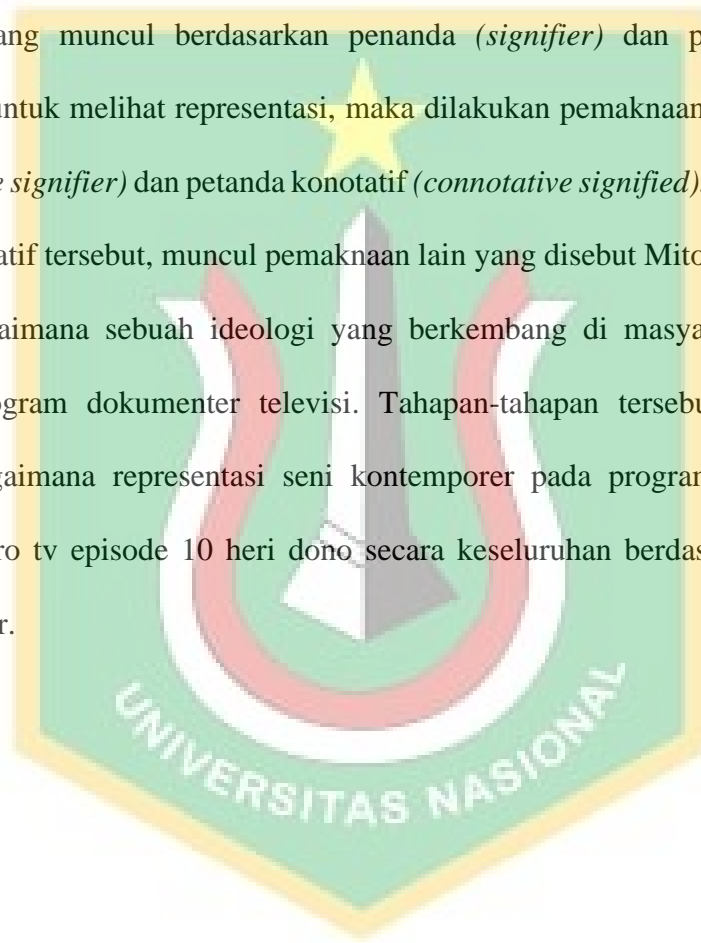 ang muncul berdasarkan penanda (signifier) dan p
untuk melihat representasi, maka dilakukan pemaknaan
e signifier) dan petanda konotatif (connotative signified)
atif tersebut, muncul pemaknaan lain yang disebut Mito
aimana sebuah ideologi yang berkembang di masya
ogram dokumenter televisi. Tahapan-tahapan tersebu
gaimana representasi seni kontemporer pada program
ro tv episode 10 heri dono secara keseluruhan berdas
r.
UNIVERSITAS NASIONAL